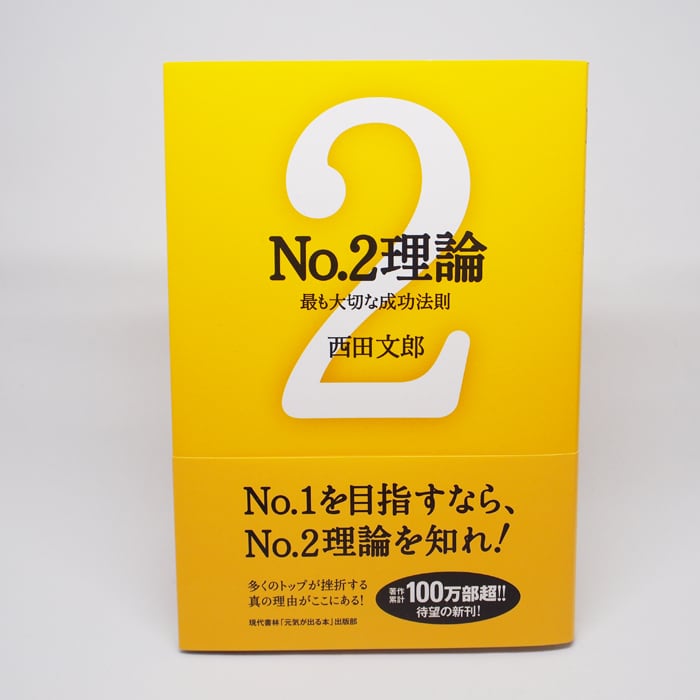 2
No.2理論
最も大切な成功法則
西田文郎
No.1を目指すなら、
No.2理論を知れ!
多くのトップが挫折する
真の理由がここにある!
著作
累計
100万部超!!
待望の新刊!
現代書林「元気が出る本」出版部